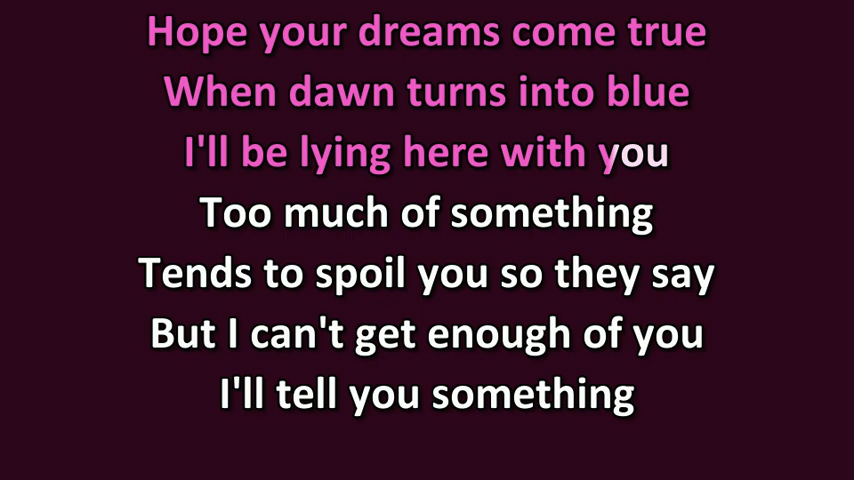 Hope your dreams come true
When dawn turns into blue
I'll be lying here with you
Too much of something
Tends to spoil you so they say
But I can't get enough of you
I'll tell you something